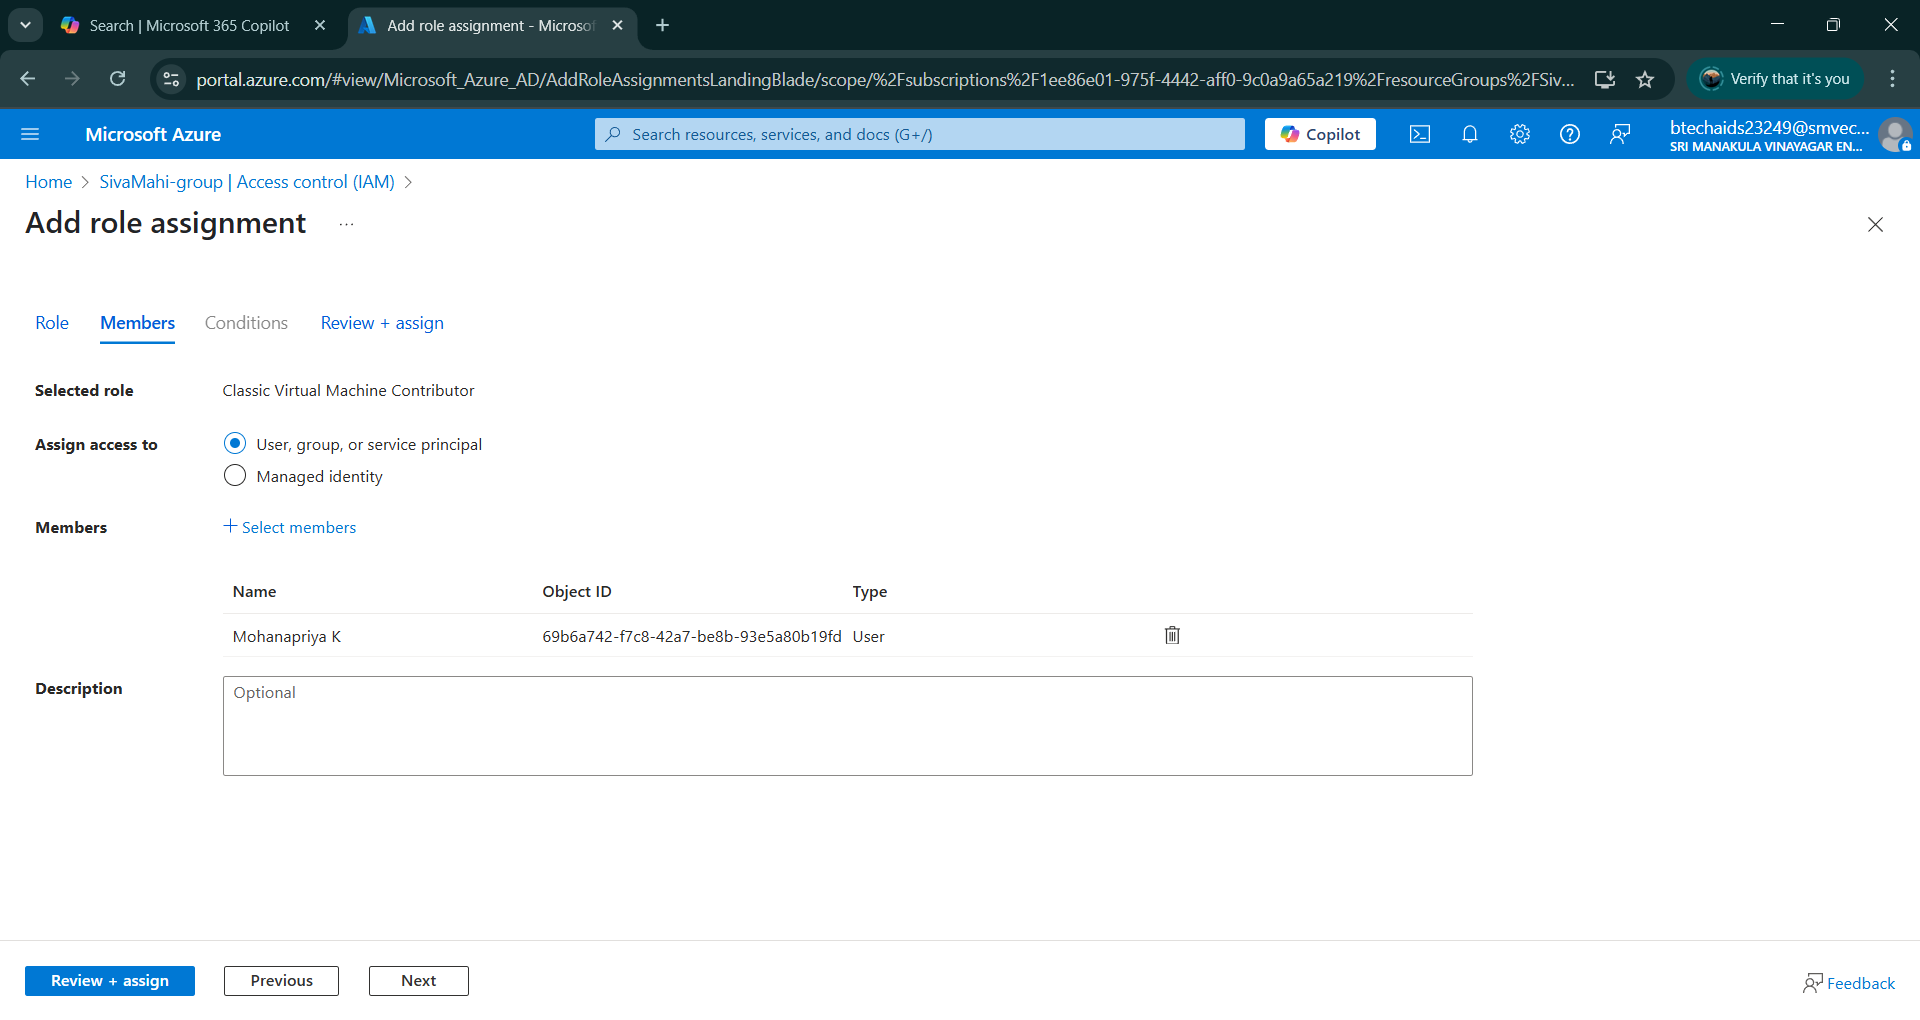 Search | Microsoft 365 Copilot
Add role assignment - Microsof
portal.azure.com/#view/Microsoft_Azure_AD/AddRoleAssignmentsLandingBlade/scope/%2Fsubscriptions%2F1ee86e01-975f-4442-aff0-9c0a9a65a219%2FresourceGroups%2FSiv...
Verify that it's you
Microsoft Azure
Search resources, services, and docs (G+/)
Copilot
btechaids23249@smvec...
SRI MANAKULA VINAYAGAR EN...
Home > SivaMahi-group | Access control (IAM) >
Add role assignment ...
Role Members Conditions Review + assign
Selected role Classic Virtual Machine Contributor
Assign access to User, group, or service principal
Managed identity
Members + Select members
Name Object ID Type
Mohanapriya K 69b6a742-f7c8-42a7-be8b-93e5a80b19fd User
Description Optional
Review + assign Previous Next
Feedback